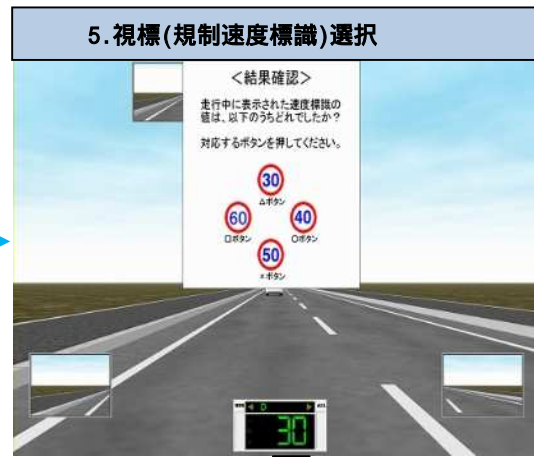 5.視標(規制速度標識)選択
＜結果確認＞
走行中に表示された速度標識の
値は、以下のうちどれでしたか？
対応するボタンを押してください。
30
△ボタン
60
40
□ボタン
○ボタン
50
×ボタン
D
30